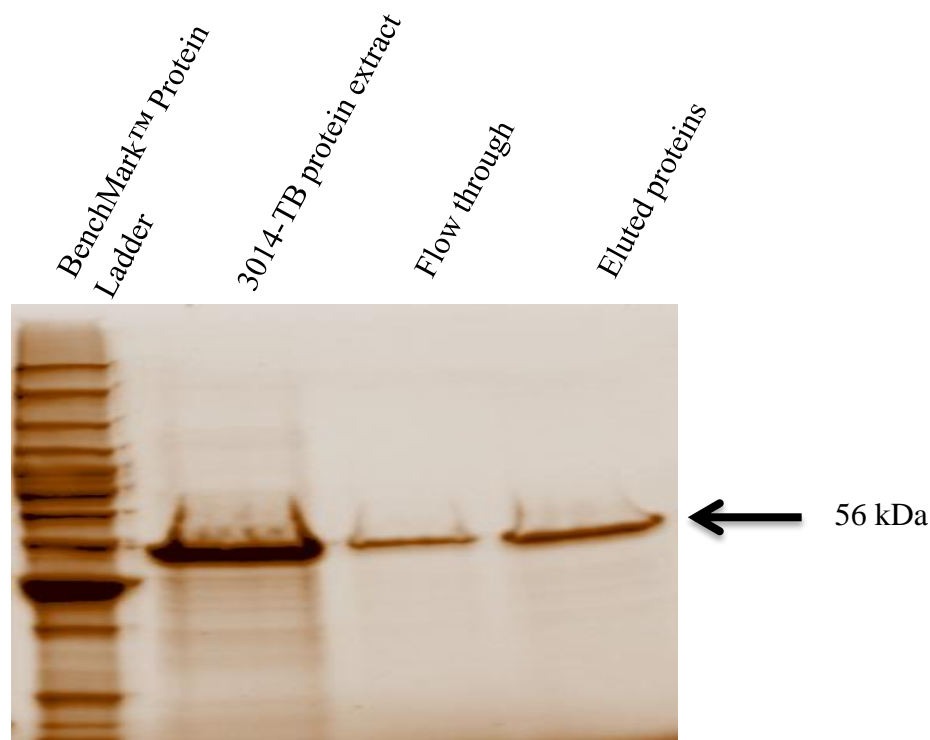 BenchMark™ Protein
Ladder
3014-TB protein extract
Flow through
Eluted proteins
56 kDa